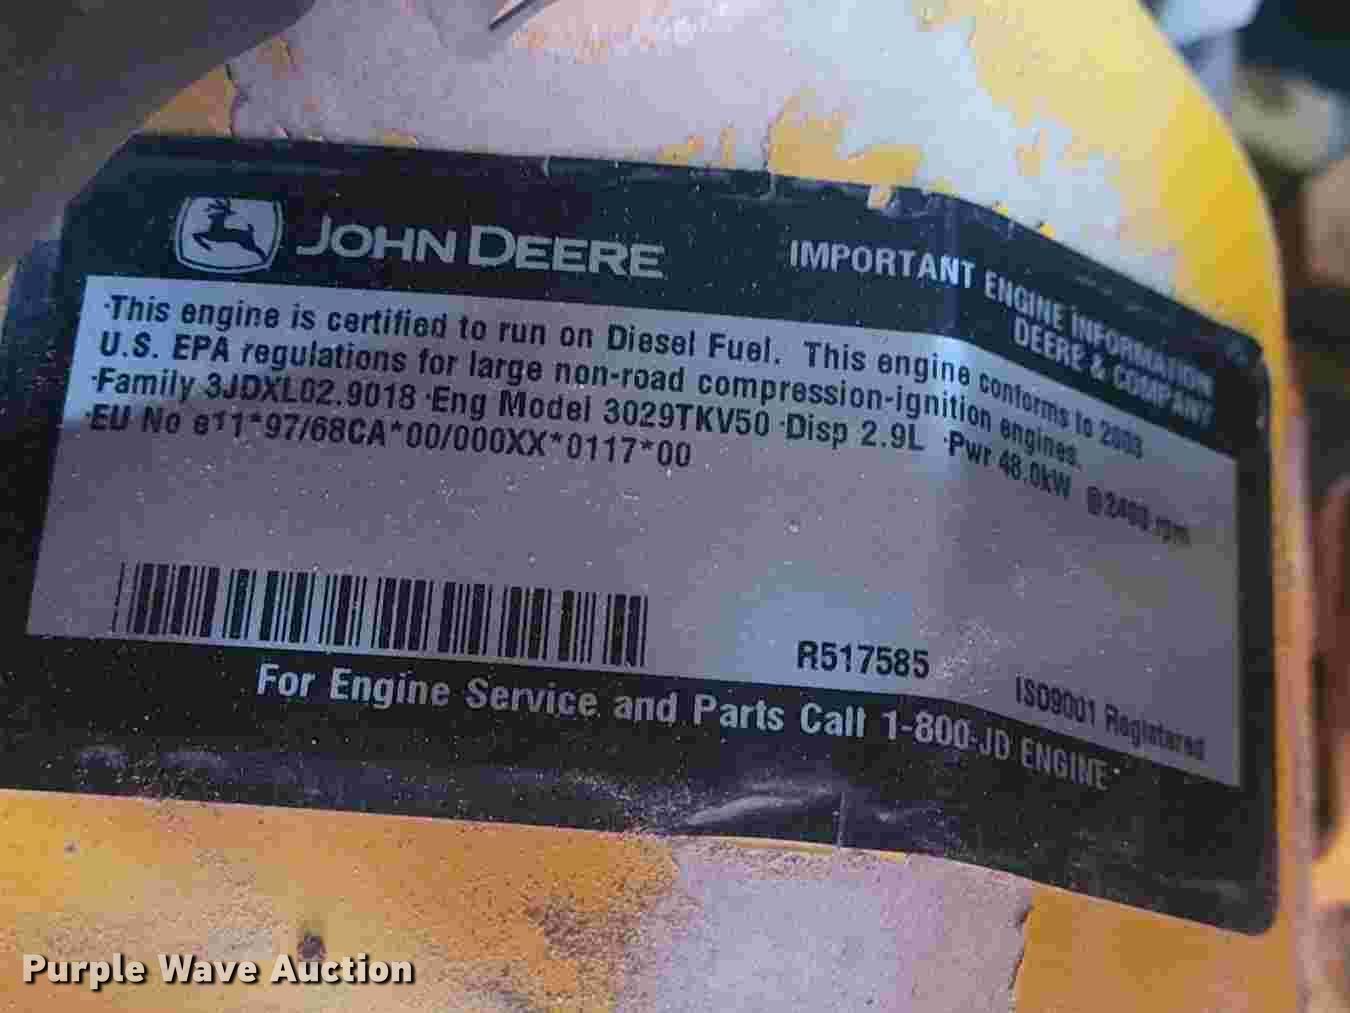 JOHN DEERE
IMPORTANT ENGINE INFORMATION
DEERE & COMPANY
·This engine is certified to run on Diesel Fuel. This engine conforms to 2003
U.S. EPA regulations for large non-road compression-ignition engines.
·Family 3JDXL02.9018 ·Eng Model 3029TKV50 ·Disp 2.9L ·Pwr 48.0kW @2400 rpm
·EU No e11*97/68CA*00/000XX*0117*00
R517585
ISO9001 Registered
For Engine Service and Parts Call 1-800-JD ENGINE
Purple Wave Auction